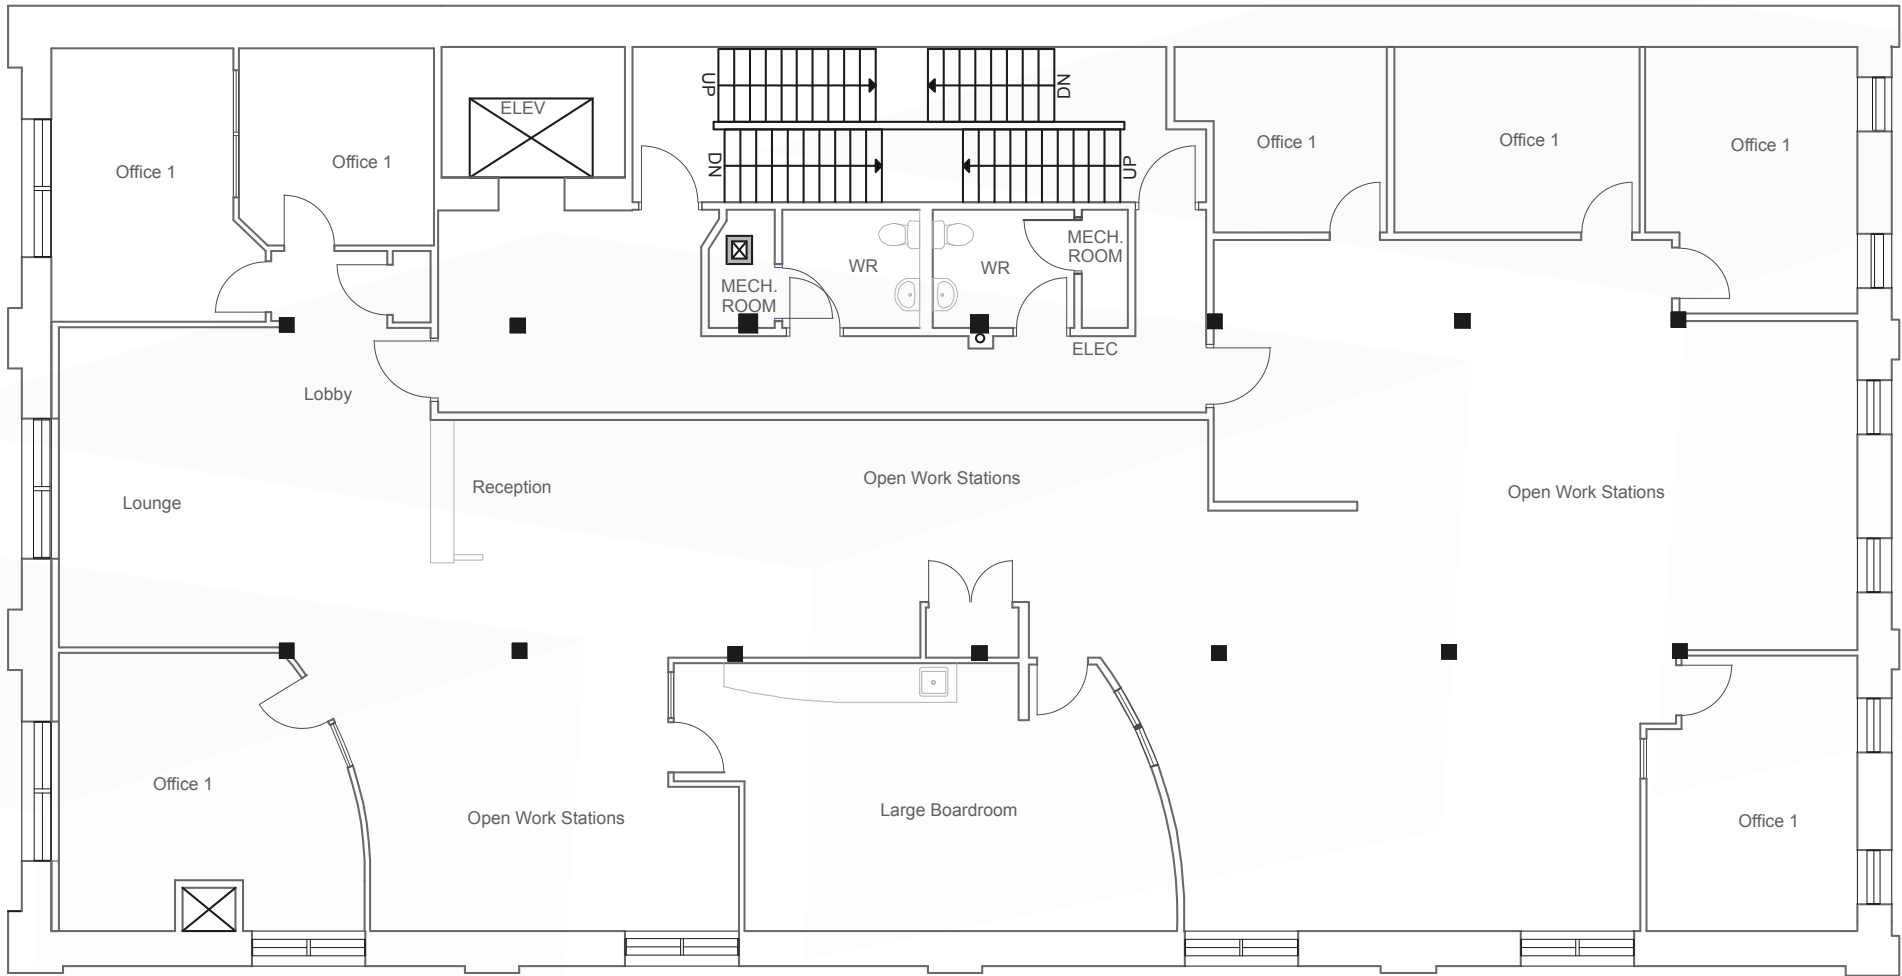 UP
DN
ELEV
Office 1
Office 1
Office 1
Office 1
Office 1
DN
UP
MECH.
ROOM
WR
WR
MECH.
ROOM
ELEC
Lobby
Reception
Open Work Stations
Open Work Stations
Lounge
Office 1
Open Work Stations
Large Boardroom
Office 1